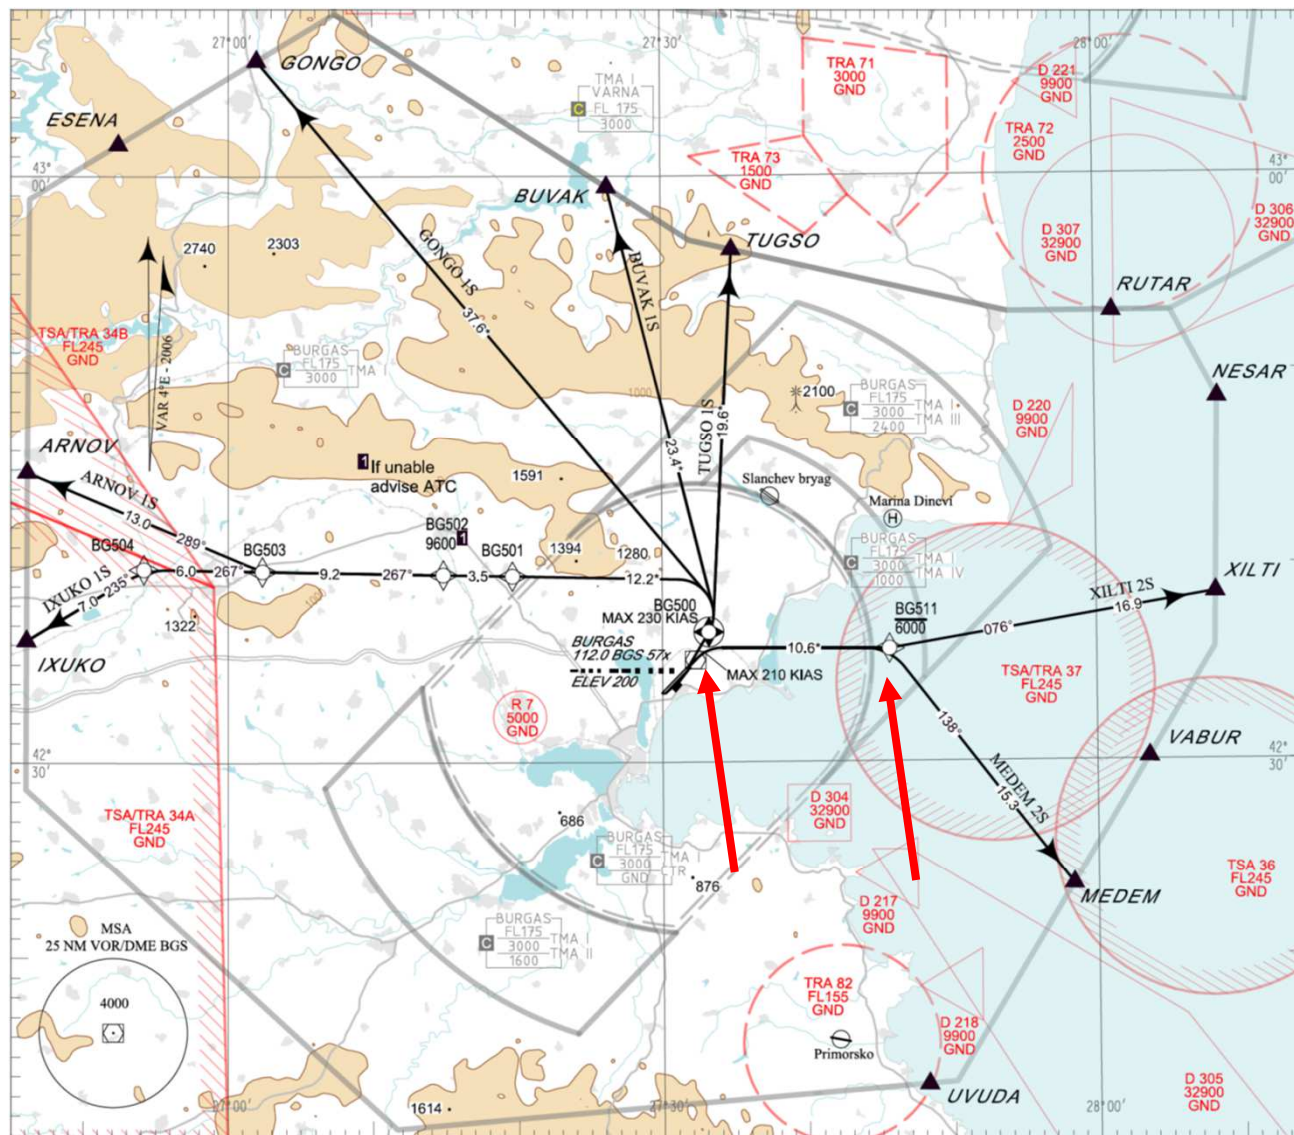 27° 00'
27° 30'
28° 00'
GONGO
ESENA
TMA I
VARNA
C
FL 175
3000
TRA 71
3000
GND
D 221
9900
GND
TRA 72
2500
GND
TRA 73
1500
GND
43°
00'
43
00'
BUVAK
TUGSO
D 306
32900
GND
D 307
32900
GND
2740
2303
GONGO 1S
37.6°
BUVAK 1S
23.4°
TUGSO 1S
19.6°
RUTAR
TSA/TRA 34B
FL245
GND
VAR 4°E - 2006
BURGAS
FL175
3000
TMA I
C
1000
2100
BURGAS
FL175
3000
2400
TMA I
TMA III
C
NESAR
D 220
9900
GND
ARNOV
ARNOV 1S
13.0
289°
1 If unable
advise ATC
1591
Slanchev bryag
Marina Dinevi
H
BG504
BG503
BG502
9600
1
BG501
1394
1280
BURGAS
FL175
3000
1000
TMA I
TMA IV
C
IXUKO 1S
7.0
235°
6.0
267°
9.2
267°
3.5
12.2°
1000
1322
BG500
MAX 230 KIAS
BG511
6000
XILTI
XILTI 2S
16.9
076°
IXUKO
BURGAS
112.0 BGS 57x
ELEV 200
10.6°
MAX 210 KIAS
TSA/TRA 37
FL245
GND
R 7
5000
GND
138°
MEDEM 2S
15.3
VABUR
42°
30'
42°
30'
D 304
32900
GND
TSA/TRA 34A
FL245
GND
686
BURGAS
FL175
3000
GND
TMA I
CTR
C
876
TSA 36
FL245
GND
MEDEM
D 217
9900
GND
MSA
25 NM VOR/DME BGS
4000
BURGAS
FL175
3000
1600
TMA I
TMA II
C
TRA 82
FL155
GND
Primorsko
D 218
9900
GND
UVUDA
D 305
32900
GND
1614
27° 00'
27° 30'
28° 00'